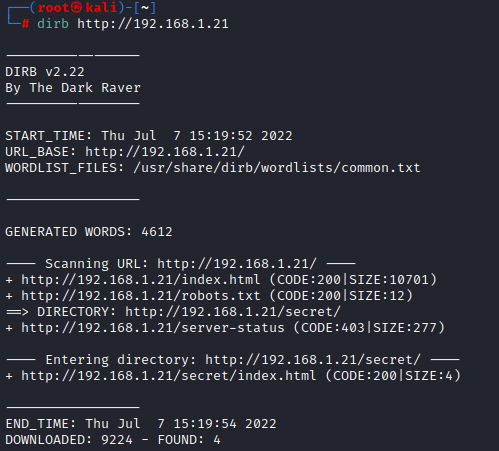 ┌──(root㉿kali)-[~]
└─# dirb http://192.168.1.21
-----------------
DIRB v2.22
By The Dark Raver
-----------------
START_TIME: Thu Jul  7 15:19:52 2022
URL_BASE: http://192.168.1.21/
WORDLIST_FILES: /usr/share/dirb/wordlists/common.txt
-----------------
GENERATED WORDS: 4612
---- Scanning URL: http://192.168.1.21/ ----
+ http://192.168.1.21/index.html (CODE:200|SIZE:10701)
+ http://192.168.1.21/robots.txt (CODE:200|SIZE:12)
==> DIRECTORY: http://192.168.1.21/secret/
+ http://192.168.1.21/server-status (CODE:403|SIZE:277)
---- Entering directory: http://192.168.1.21/secret/ ----
+ http://192.168.1.21/secret/index.html (CODE:200|SIZE:4)
-----------------
END_TIME: Thu Jul  7 15:19:54 2022
DOWNLOADED: 9224 - FOUND: 4